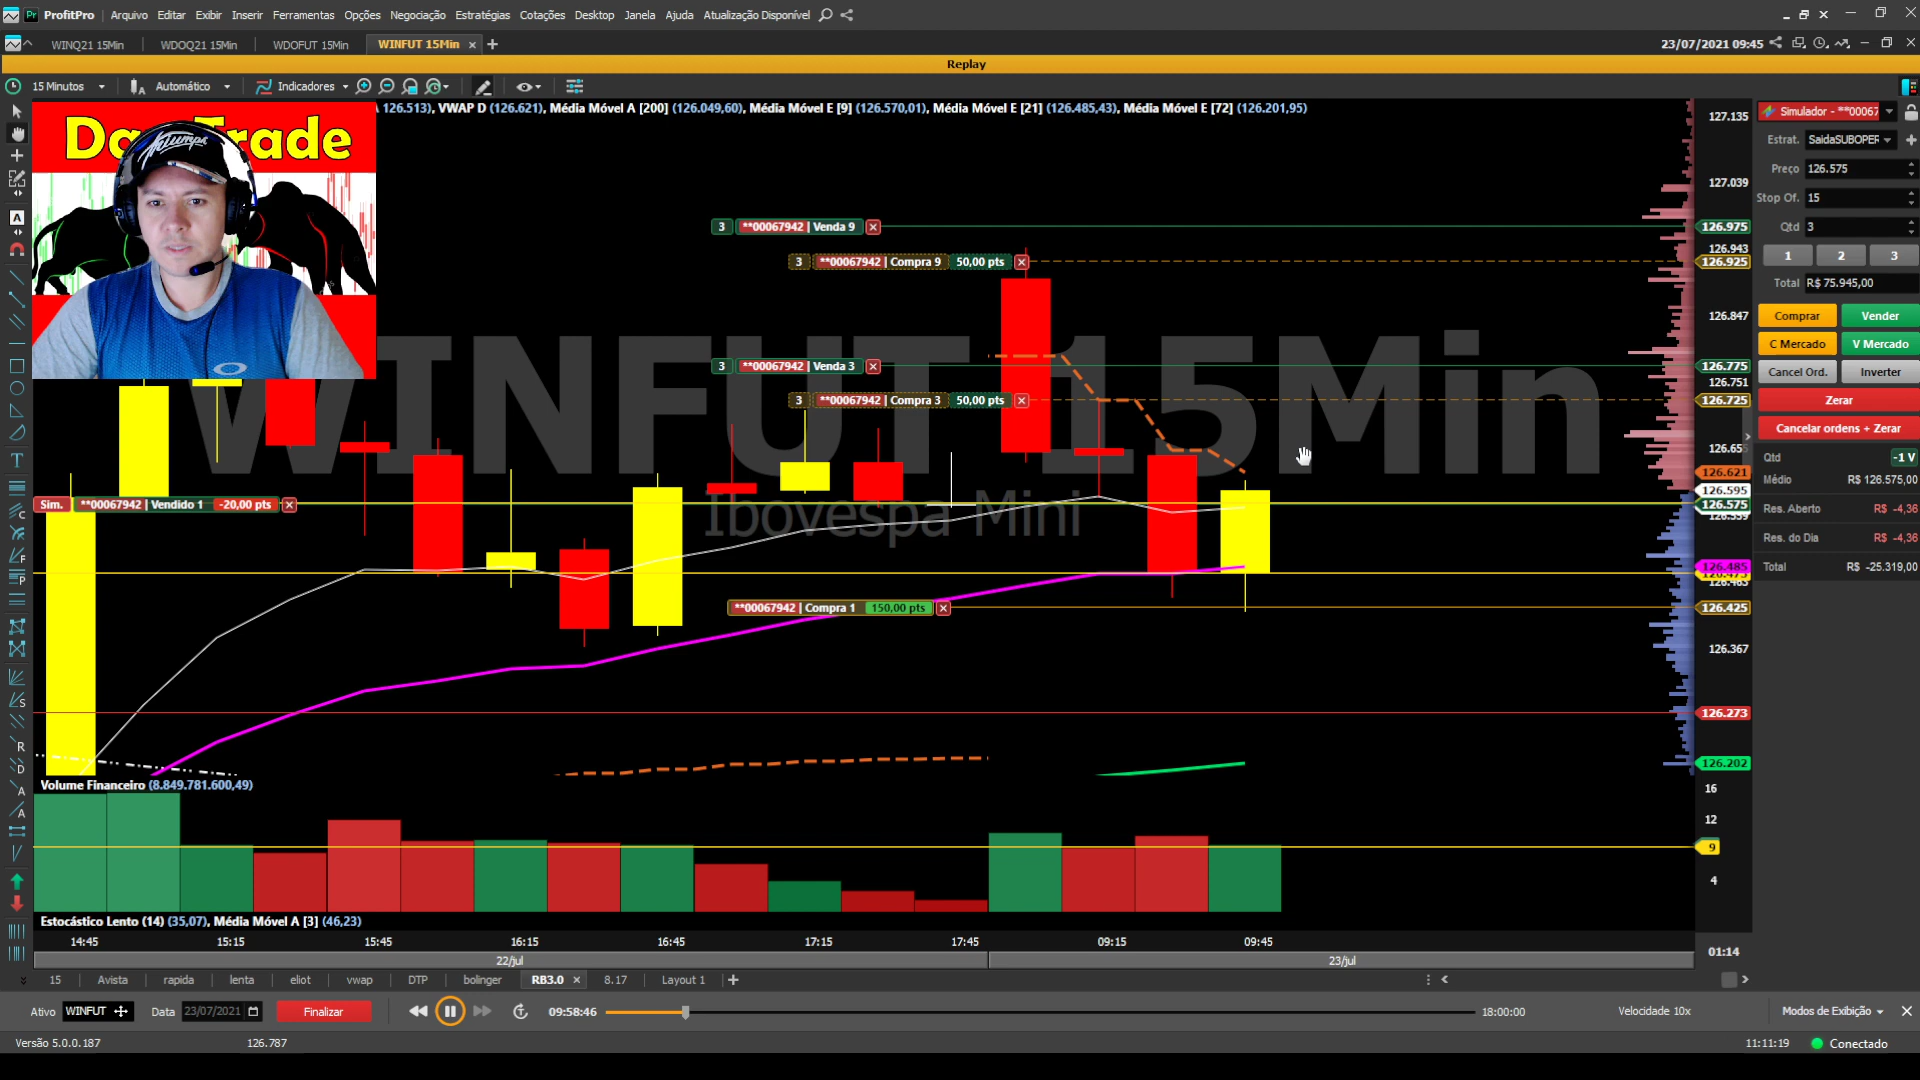 ProfitPro Arquivo Editar Exibir Inserir Ferramentas Opções Negociação Estratégias Cotações Desktop Janela Ajuda Atualização Disponível
WINQ21 15Min WDOQ21 15Min WDOFUT 15Min WINFUT 15Min
23/07/2021 09:45
Replay
15 Minutos Automático Indicadores
126.513), VWAP D (126.621), Média Móvel A [200] (126.049,60), Média Móvel E [9] (126.570,01), Média Móvel E [21] (126.485,43), Média Móvel E [72] (126.201,95)
Trumps
WINFUT 15Min
Ibovespa Mini
3 **00067942 | Venda 9
3 **00067942 | Compra 9 50,00 pts
3 **00067942 | Venda 3
3 **00067942 | Compra 3 50,00 pts
Sim. **00067942 | Vendido 1 -20,00 pts
**00067942 | Compra 1 150,00 pts
127.135
127.039
126.975
126.943
126.925
126.847
126.775
126.751
126.725
126.621
126.595
126.575
126.485
126.425
126.367
126.273
126.202
Simulador - **00067
Estrat. SaidaSUBOPER
Preço 126.575
Stop Of. 15
Qtd 3
1 2 3
Total R$ 75.945,00
Comprar Vender
C Mercado V Mercado
Cancel Ord. Inverter
Zerar
Cancelar ordens + Zerar
Qtd -1 V
Médio R$ 126.575,00
Res. Aberto R$ -4,36
Res. do Dia R$ -4,36
Total R$ -25.319,00
Volume Financeiro (8.849.781.600,49)
16
12
9
4
Estocástico Lento (14) (35,07), Média Móvel A [3] (46,23)
14:45 15:15 15:45 16:15 16:45 17:15 17:45 09:15 09:45
01:14
22/jul 23/jul
15 Avista rapida lenta eliot vwap DTP bolinger RB3.0 8.17 Layout 1
Ativo WINFUT Data 23/07/2021 Finalizar 09:58:46 18:00:00 Velocidade 10x Modos de Exibição
Versão 5.0.0.187 126.787 11:11:19 Conectado